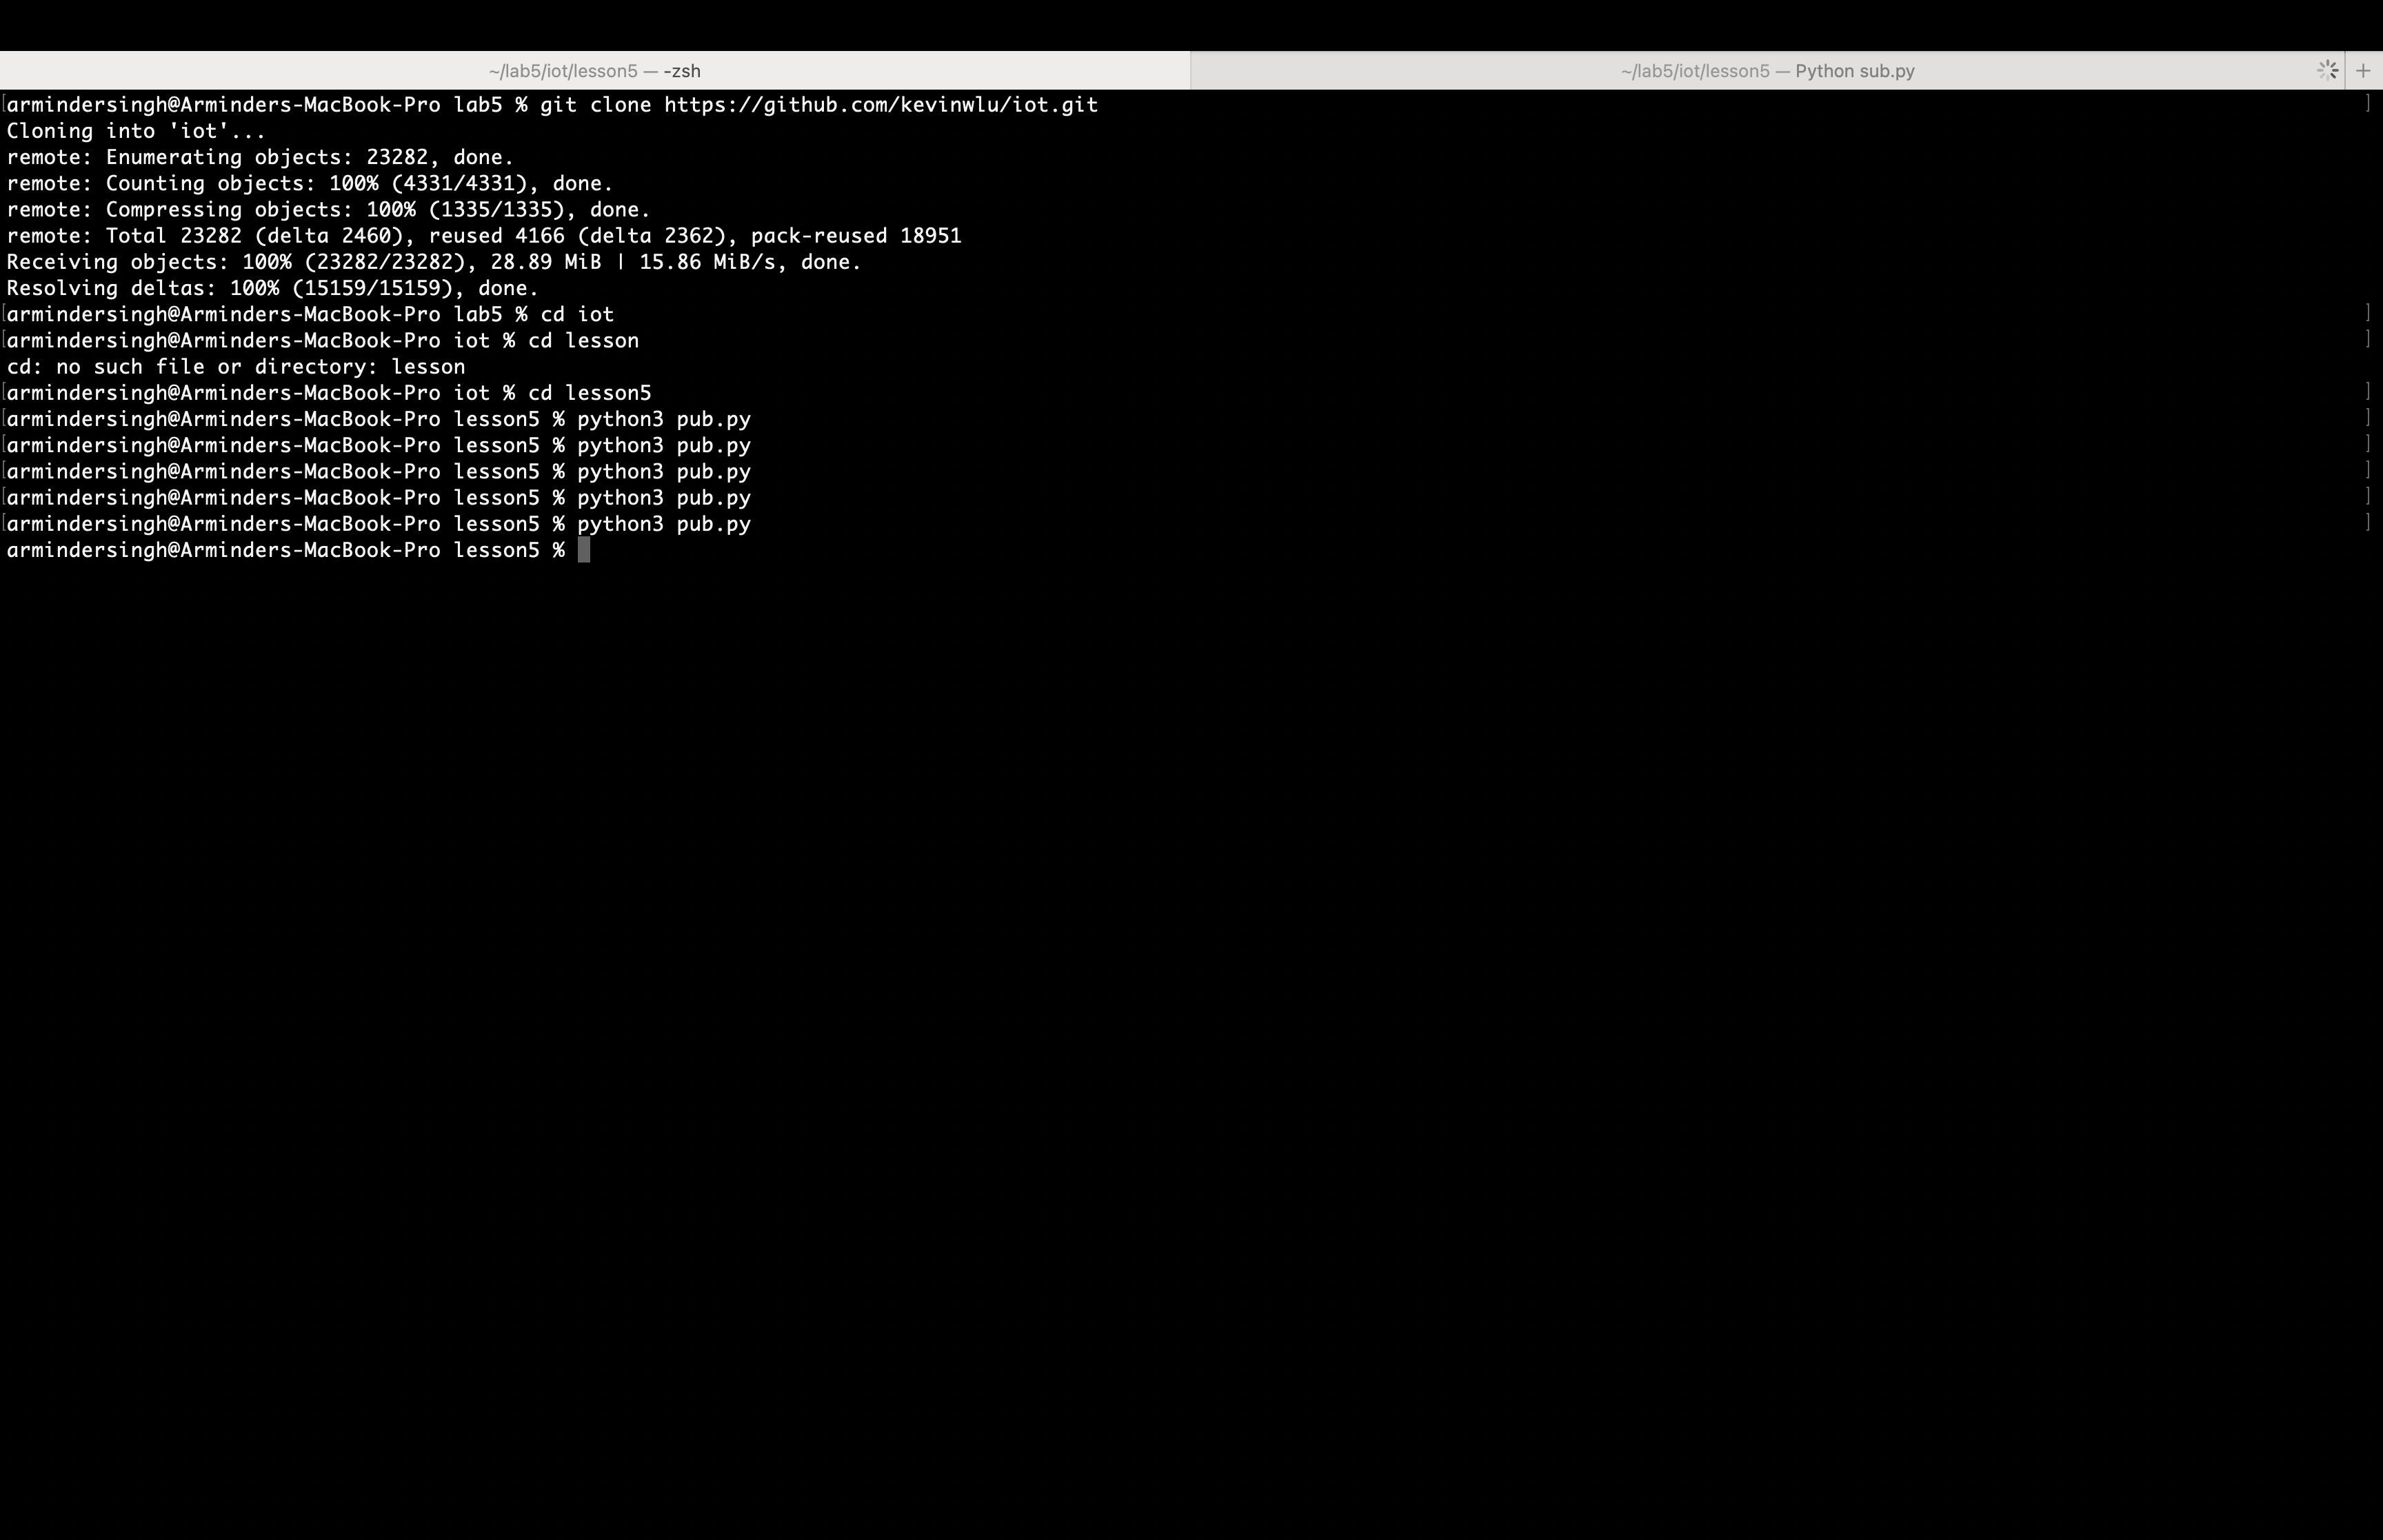 ~/lab5/iot/lesson5 — -zsh
~/lab5/iot/lesson5 — Python sub.py
armindersingh@Arminders-MacBook-Pro lab5 % git clone https://github.com/kevinwlu/iot.git
Cloning into 'iot'...
remote: Enumerating objects: 23282, done.
remote: Counting objects: 100% (4331/4331), done.
remote: Compressing objects: 100% (1335/1335), done.
remote: Total 23282 (delta 2460), reused 4166 (delta 2362), pack-reused 18951
Receiving objects: 100% (23282/23282), 28.89 MiB | 15.86 MiB/s, done.
Resolving deltas: 100% (15159/15159), done.
armindersingh@Arminders-MacBook-Pro lab5 % cd iot
armindersingh@Arminders-MacBook-Pro iot % cd lesson
cd: no such file or directory: lesson
armindersingh@Arminders-MacBook-Pro iot % cd lesson5
armindersingh@Arminders-MacBook-Pro lesson5 % python3 pub.py
armindersingh@Arminders-MacBook-Pro lesson5 % python3 pub.py
armindersingh@Arminders-MacBook-Pro lesson5 % python3 pub.py
armindersingh@Arminders-MacBook-Pro lesson5 % python3 pub.py
armindersingh@Arminders-MacBook-Pro lesson5 % python3 pub.py
armindersingh@Arminders-MacBook-Pro lesson5 %